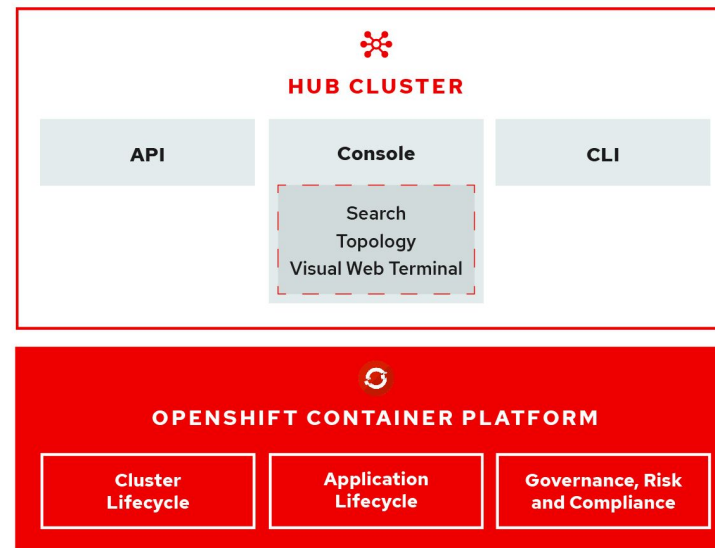 HUB CLUSTER
API
Console
CLI
Search
Topology
Visual Web Terminal
OPENSHIFT CONTAINER PLATFORM
Cluster
Lifecycle
Application
Lifecycle
Governance, Risk
and Compliance